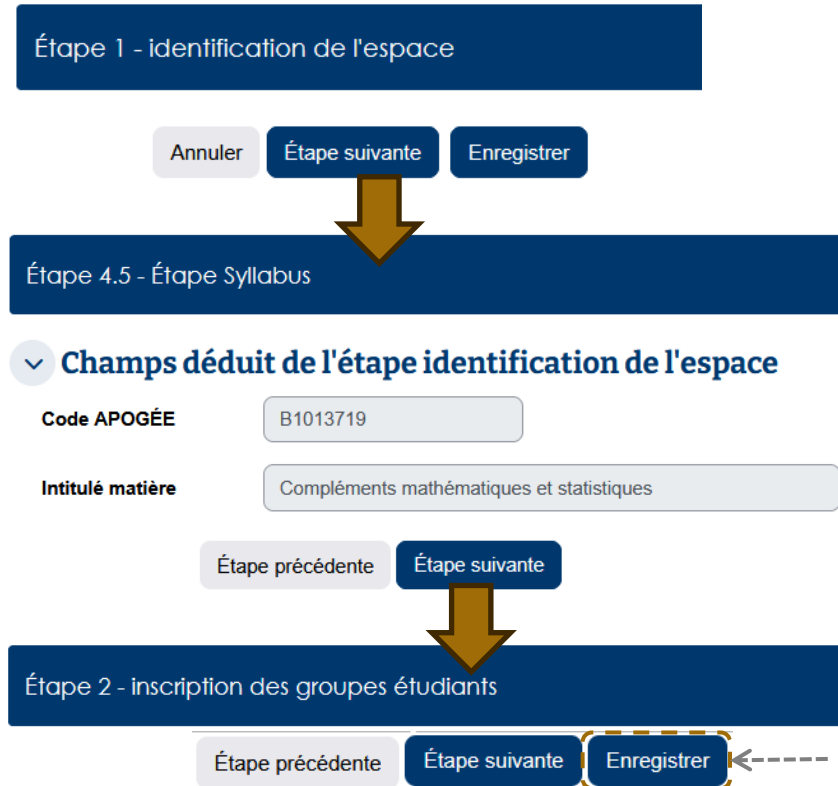 Étape 1 - identification de l'espace
Annuler Étape suivante Enregistrer
Étape 4.5 - Étape Syllabus
Champs déduit de l'étape identification de l'espace
Code APOGÉE B1013719
Intitulé matière Compléments mathématiques et statistiques
Étape précédente Étape suivante
Étape 2 - inscription des groupes étudiants
Étape précédente Étape suivante Enregistrer